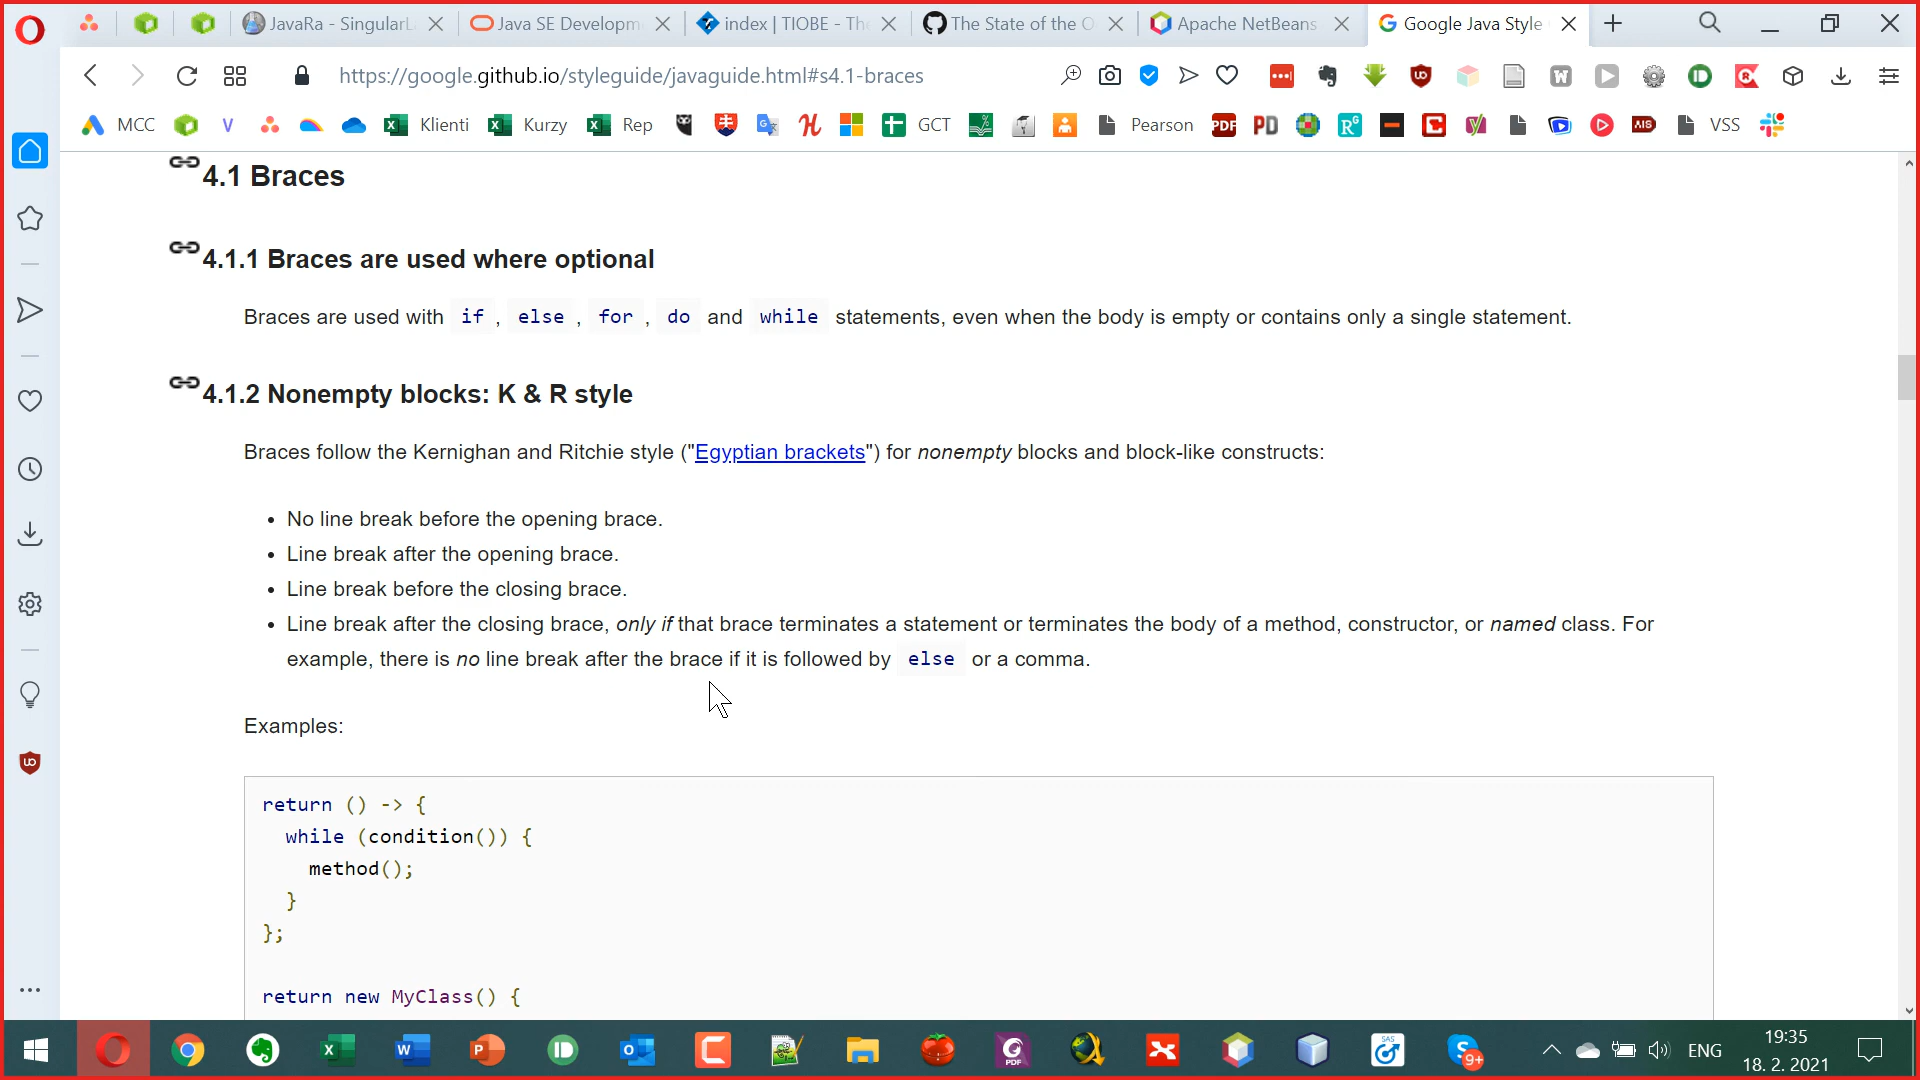 JavaRa - SingularL
Java SE Developm
index | TIOBE - The
The State of the O
Apache NetBeans
Google Java Style
https://google.github.io/styleguide/javaguide.html#s4.1-braces
MCC
Klienti
Kurzy
Rep
GCT
Pearson
PDF
PD
AIS
VSS
4.1 Braces
4.1.1 Braces are used where optional
Braces are used with if, else, for, do and while statements, even when the body is empty or contains only a single statement.
4.1.2 Nonempty blocks: K & R style
Braces follow the Kernighan and Ritchie style ("Egyptian brackets") for nonempty blocks and block-like constructs:
• No line break before the opening brace.
• Line break after the opening brace.
• Line break before the closing brace.
• Line break after the closing brace, only if that brace terminates a statement or terminates the body of a method, constructor, or named class. For
example, there is no line break after the brace if it is followed by else or a comma.
Examples:
return () -> {
while (condition()) {
method();
}
};
return new MyClass() {
ENG
19:35
18. 2. 2021